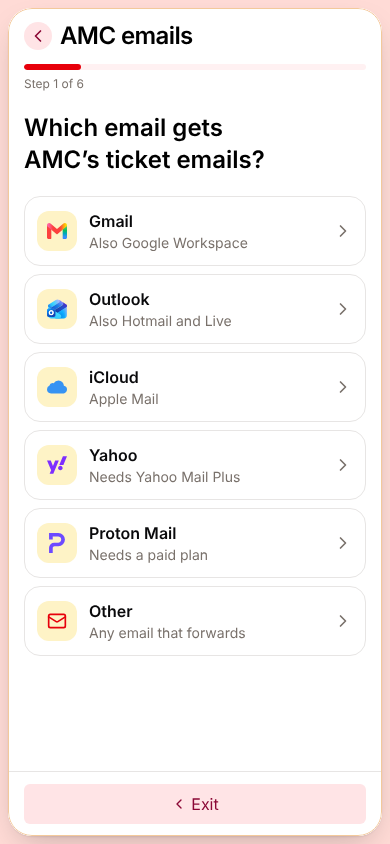 AMC emails
Step 1 of 6
Which email gets
AMC’s ticket emails?
Gmail
Also Google Workspace
Outlook
Also Hotmail and Live
iCloud
Apple Mail
Yahoo
Needs Yahoo Mail Plus
Proton Mail
Needs a paid plan
Other
Any email that forwards
Exit